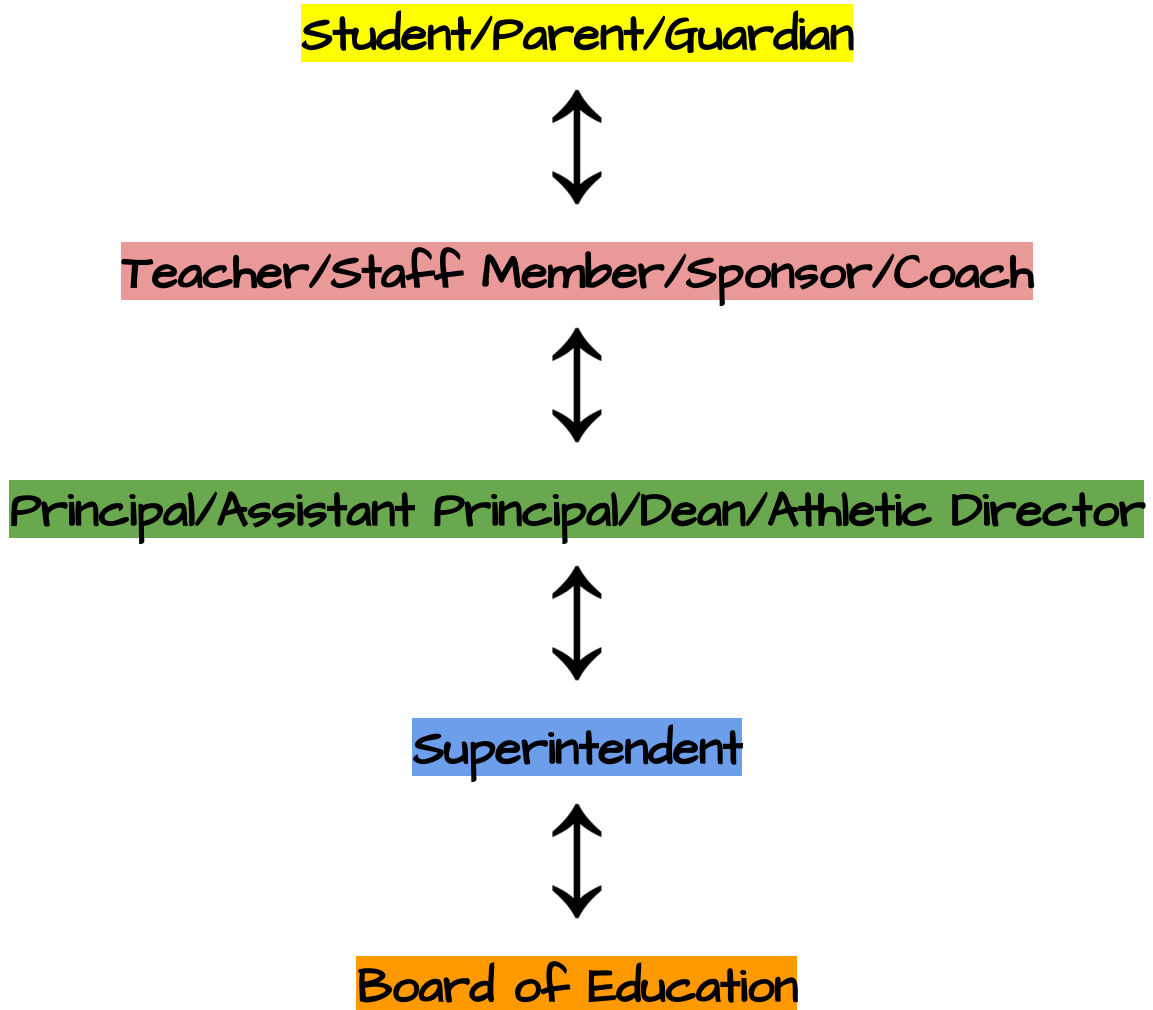 Student/Parent/Guardian
Teacher/Staff Member/Sponsor/Coach
Principal/Assistant Principal/Dean/Athletic Director
Superintendent
Board of Education